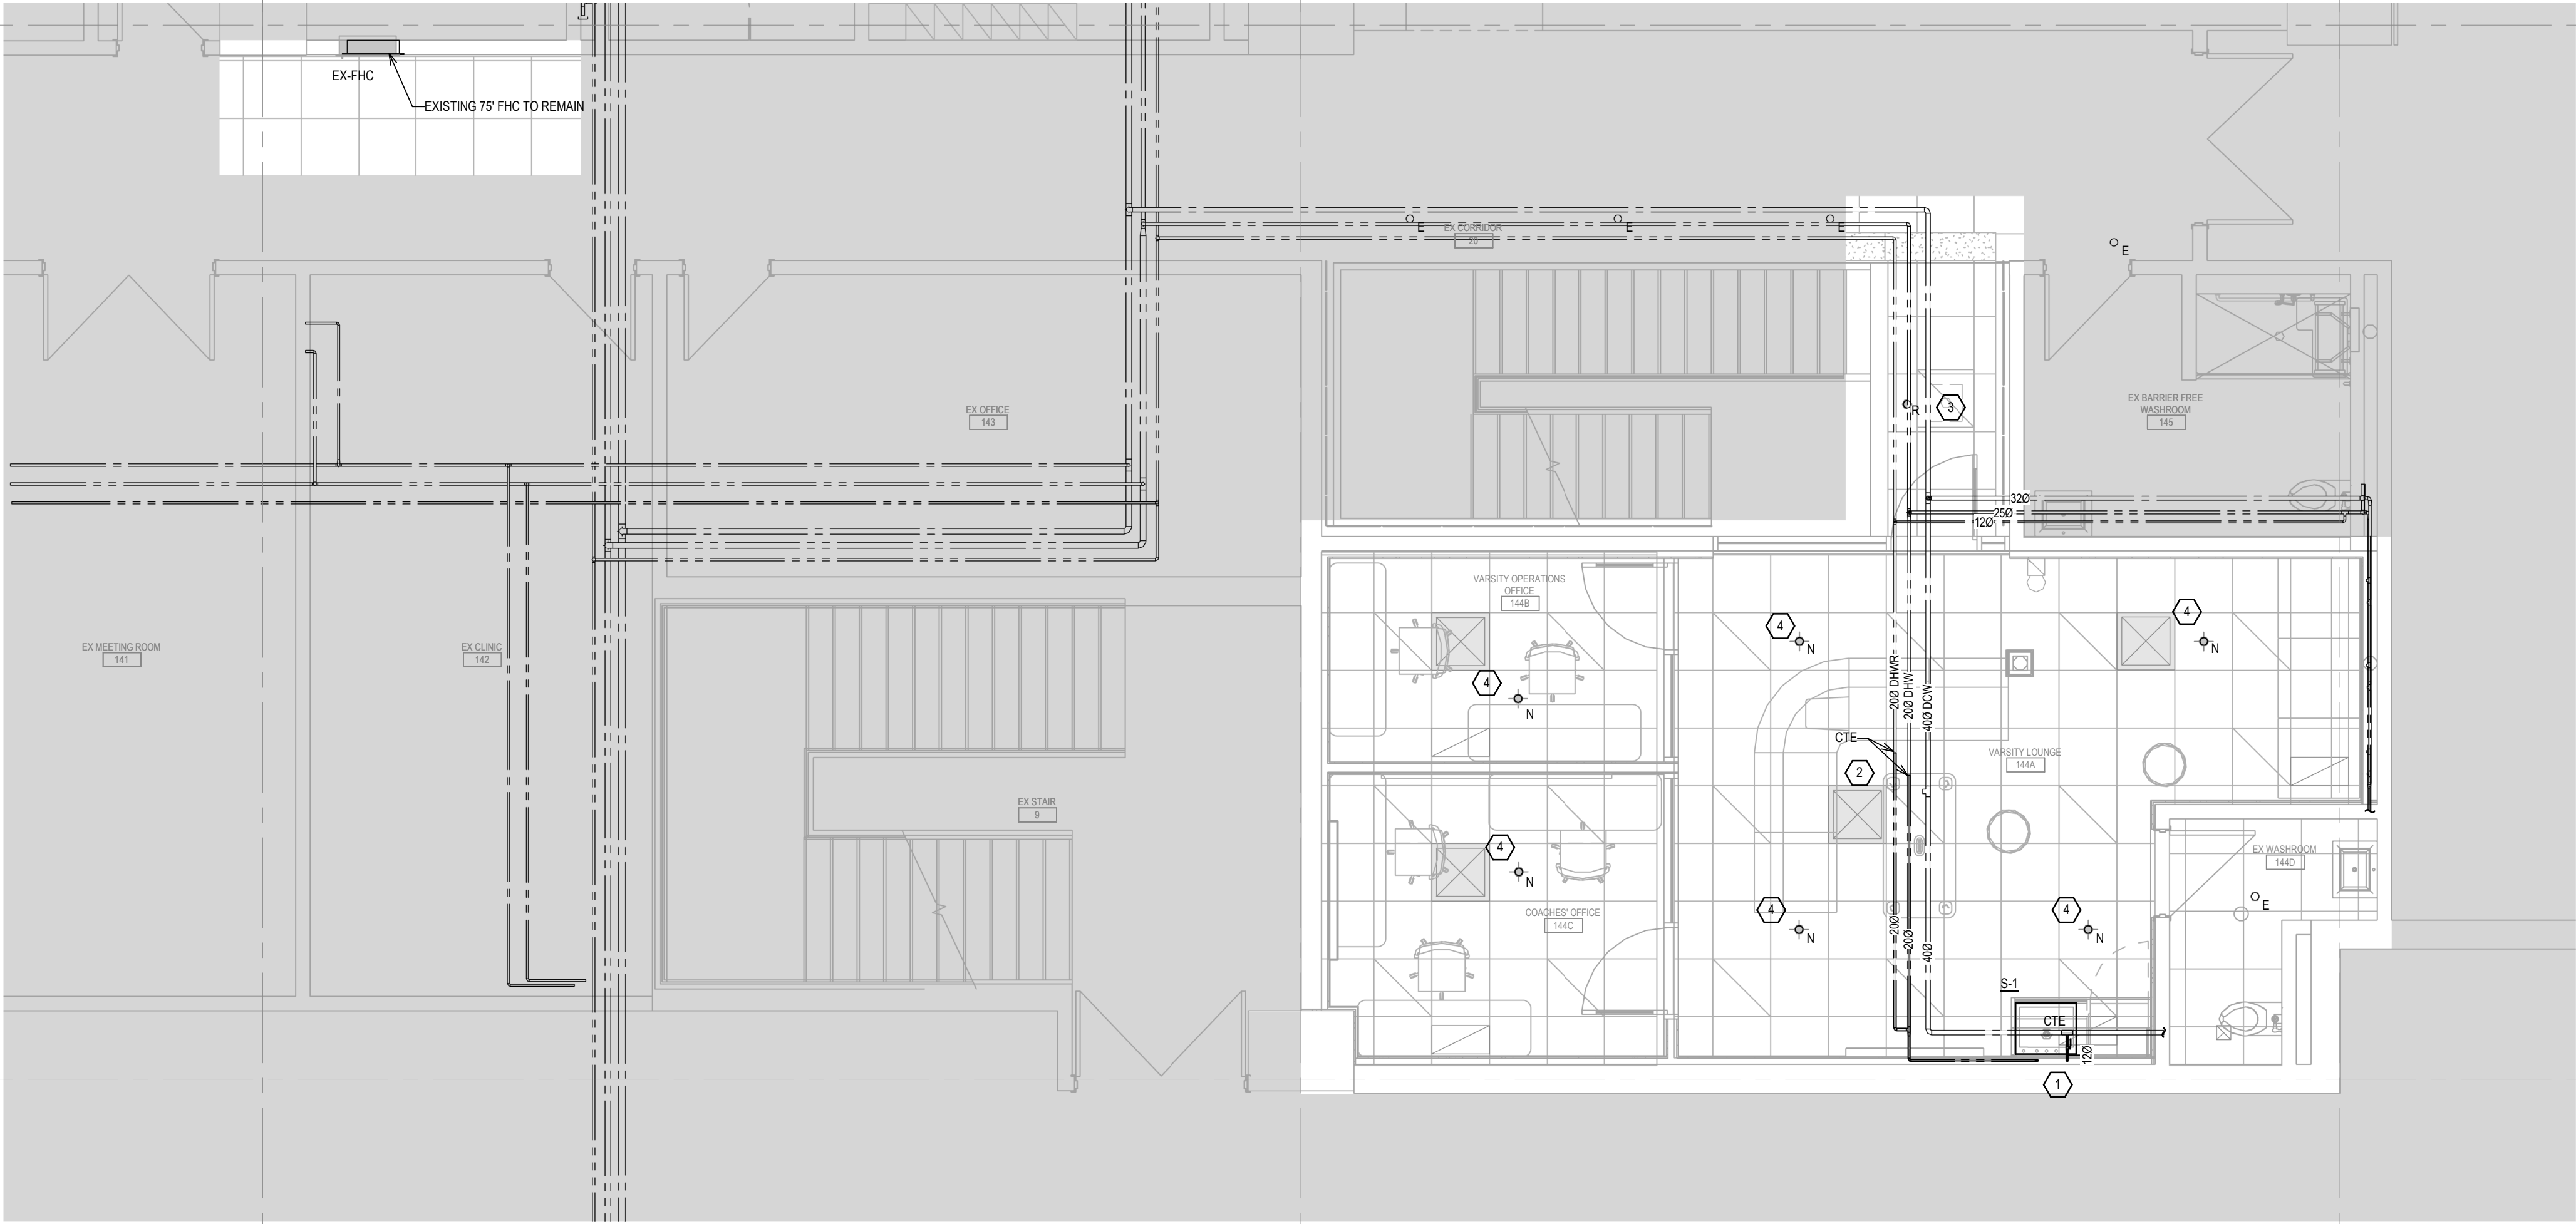 EX-FHC
EXISTING 75' FHC TO REMAIN
E
E
E
E
EX CORRIDOR
20
EX OFFICE
143
R
3
EX BARRIER FREE
WASHROOM
145
32Ø
25Ø
12Ø
EX MEETING ROOM
141
EX CLINIC
142
VARSITY OPERATIONS
OFFICE
144B
4
N
4
N
4
N
20Ø DHWR
20Ø DHW
40Ø DCW
CTE
2
VARSITY LOUNGE
144A
EX STAIR
9
4
N
COACHES' OFFICE
144C
4
N
20Ø
20Ø
40Ø
4
N
EX WASHROOM
144D
E
S-1
CTE
12Ø
1